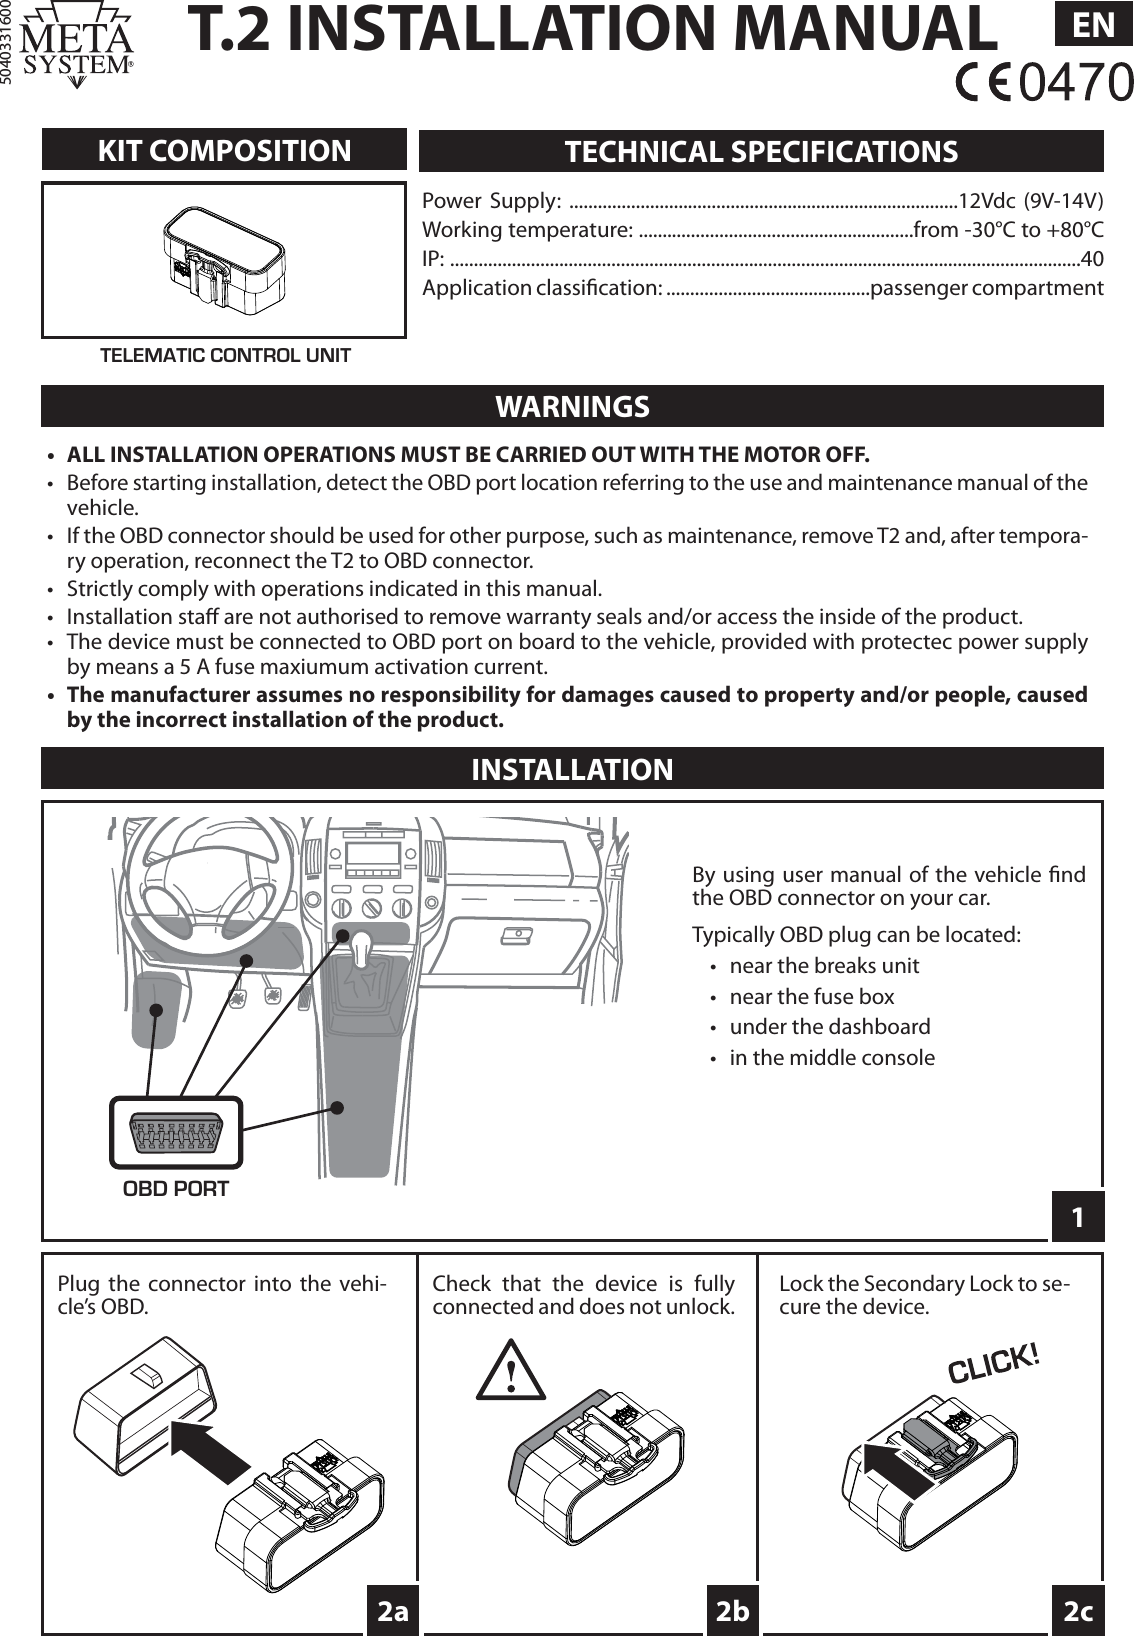 5040331600
META
SYSTEM®
T.2 INSTALLATION MANUAL
EN
CE0470
KIT COMPOSITION
TELEMATIC CONTROL UNIT
TECHNICAL SPECIFICATIONS
Power Supply: ..................................................................................12Vdc (9V-14V)
Working temperature: ..........................................................from -30°C to +80°C
IP: .....................................................................................................................................40
Application classification: ...........................................passenger compartment
WARNINGS
• ALL INSTALLATION OPERATIONS MUST BE CARRIED OUT WITH THE MOTOR OFF.
• Before starting installation, detect the OBD port location referring to the use and maintenance manual of the
vehicle.
• If the OBD connector should be used for other purpose, such as maintenance, remove T2 and, after tempora-
ry operation, reconnect the T2 to OBD connector.
• Strictly comply with operations indicated in this manual.
• Installation staff are not authorised to remove warranty seals and/or access the inside of the product.
• The device must be connected to OBD port on board to the vehicle, provided with protectec power supply
by means a 5 A fuse maxiumum activation current.
• The manufacturer assumes no responsibility for damages caused to property and/or people, caused
by the incorrect installation of the product.
INSTALLATION
OBD PORT
By using user manual of the vehicle find
the OBD connector on your car.
Typically OBD plug can be located:
• near the breaks unit
• near the fuse box
• under the dashboard
• in the middle console
1
Plug the connector into the vehi-
cle's OBD.
2a
Check that the device is fully
connected and does not unlock.
!
2b
Lock the Secondary Lock to se-
cure the device.
CLICK!
2c